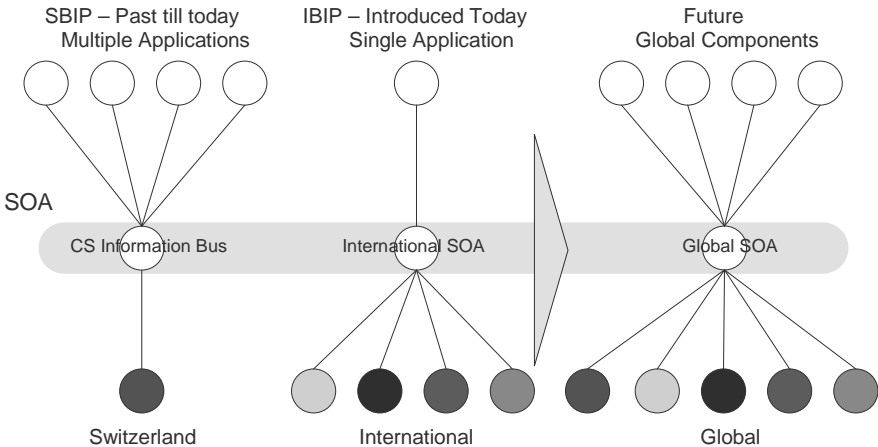 SBIP – Past till today
Multiple Applications
IBIP – Introduced Today
Single Application
Future
Global Components
SOA
CS Information Bus
International SOA
Global SOA
Switzerland
International
Global